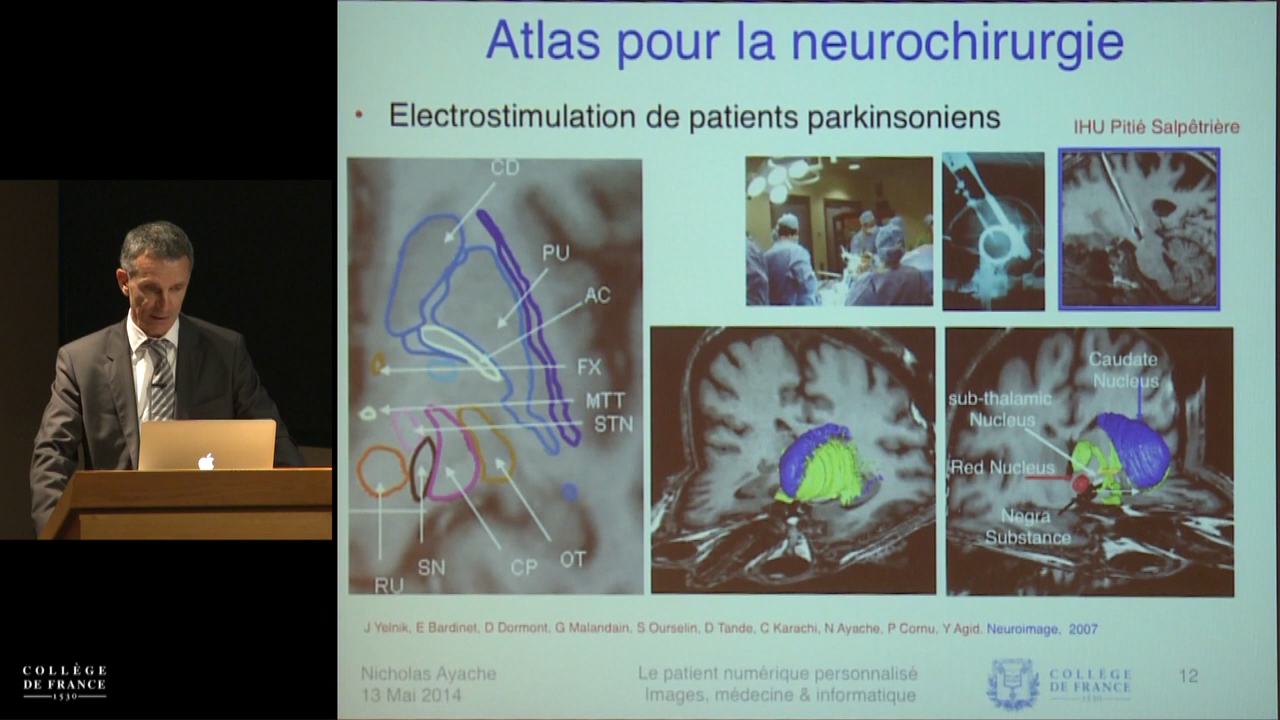 Atlas pour la neurochirurgie
• Electrostimulation de patients parkinsoniens
IHU Pitié Salpêtrière
CD
PU
AC
FX
MTT
STN
RU
SN
CP
OT
Caudate
Nucleus
sub-thalamic
Nucleus
Red Nucleus
Negra
Substance
J Yelnik, E Bardinet, D Dormont, G Malandain, S Ourselin, D Tande, C Karachi, N Ayache, P Cornu, Y Agid. Neuroimage, 2007
Nicholas Ayache
13 Mai 2014
Le patient numérique personnalisé
Images, médecine & informatique
COLLÈGE
DE FRANCE
1530
12
COLLÈGE
DE FRANCE
1530